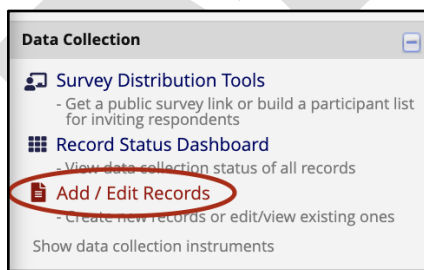 Data Collection
Survey Distribution Tools
- Get a public survey link or build a participant list
for inviting respondents
Record Status Dashboard
- View data collection status of all records
Add / Edit Records
- Create new records or edit/view existing ones
Show data collection instruments